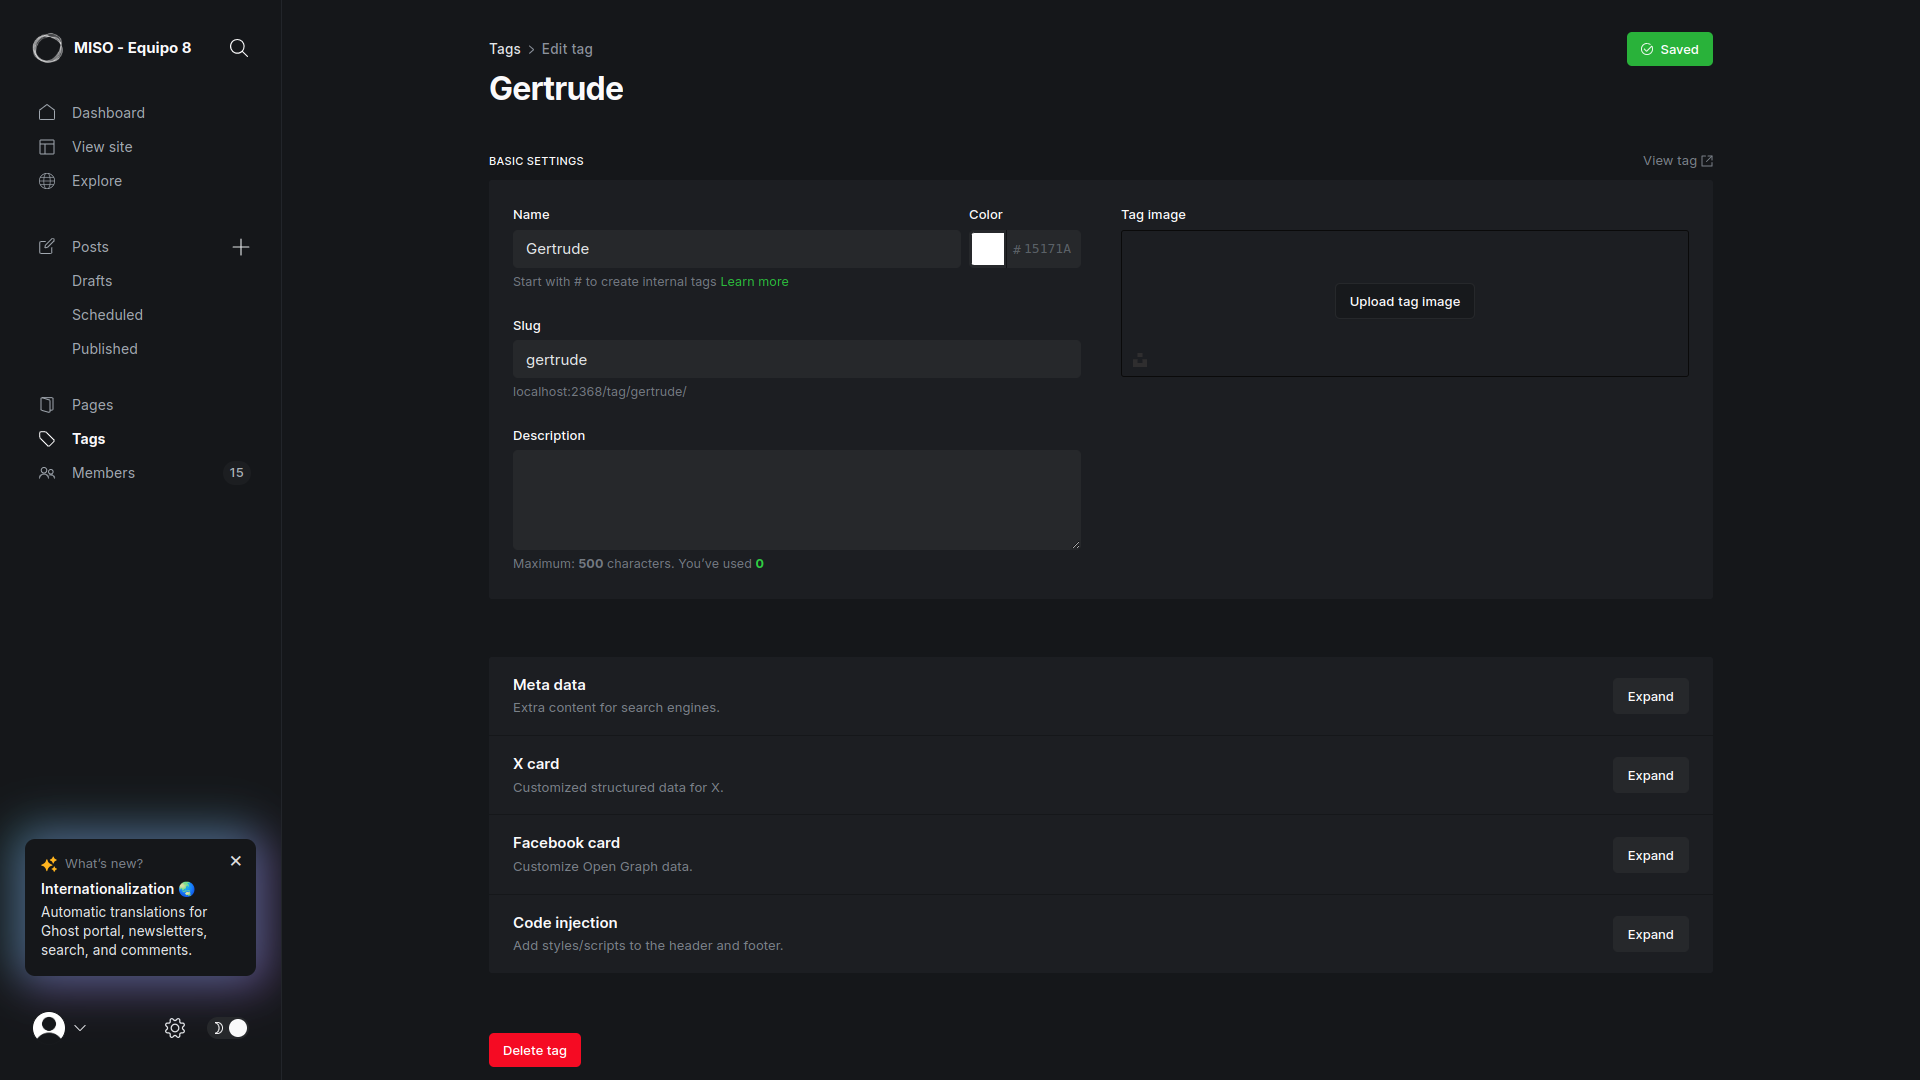 MISO - Equipo 8
Dashboard
View site
Explore
Posts
Drafts
Scheduled
Published
Pages
Tags
Members
15
What's new?
Internationalization
Automatic translations for
Ghost portal, newsletters,
search, and comments.
Tags > Edit tag
Saved
Gertrude
BASIC SETTINGS
View tag
Name
Color
Gertrude
# 15171A
Start with # to create internal tags Learn more
Slug
gertrude
localhost:2368/tag/gertrude/
Description
Maximum: 500 characters. You've used 0
Tag image
Upload tag image
Meta data
Extra content for search engines.
Expand
X card
Customized structured data for X.
Expand
Facebook card
Customize Open Graph data.
Expand
Code injection
Add styles/scripts to the header and footer.
Expand
Delete tag